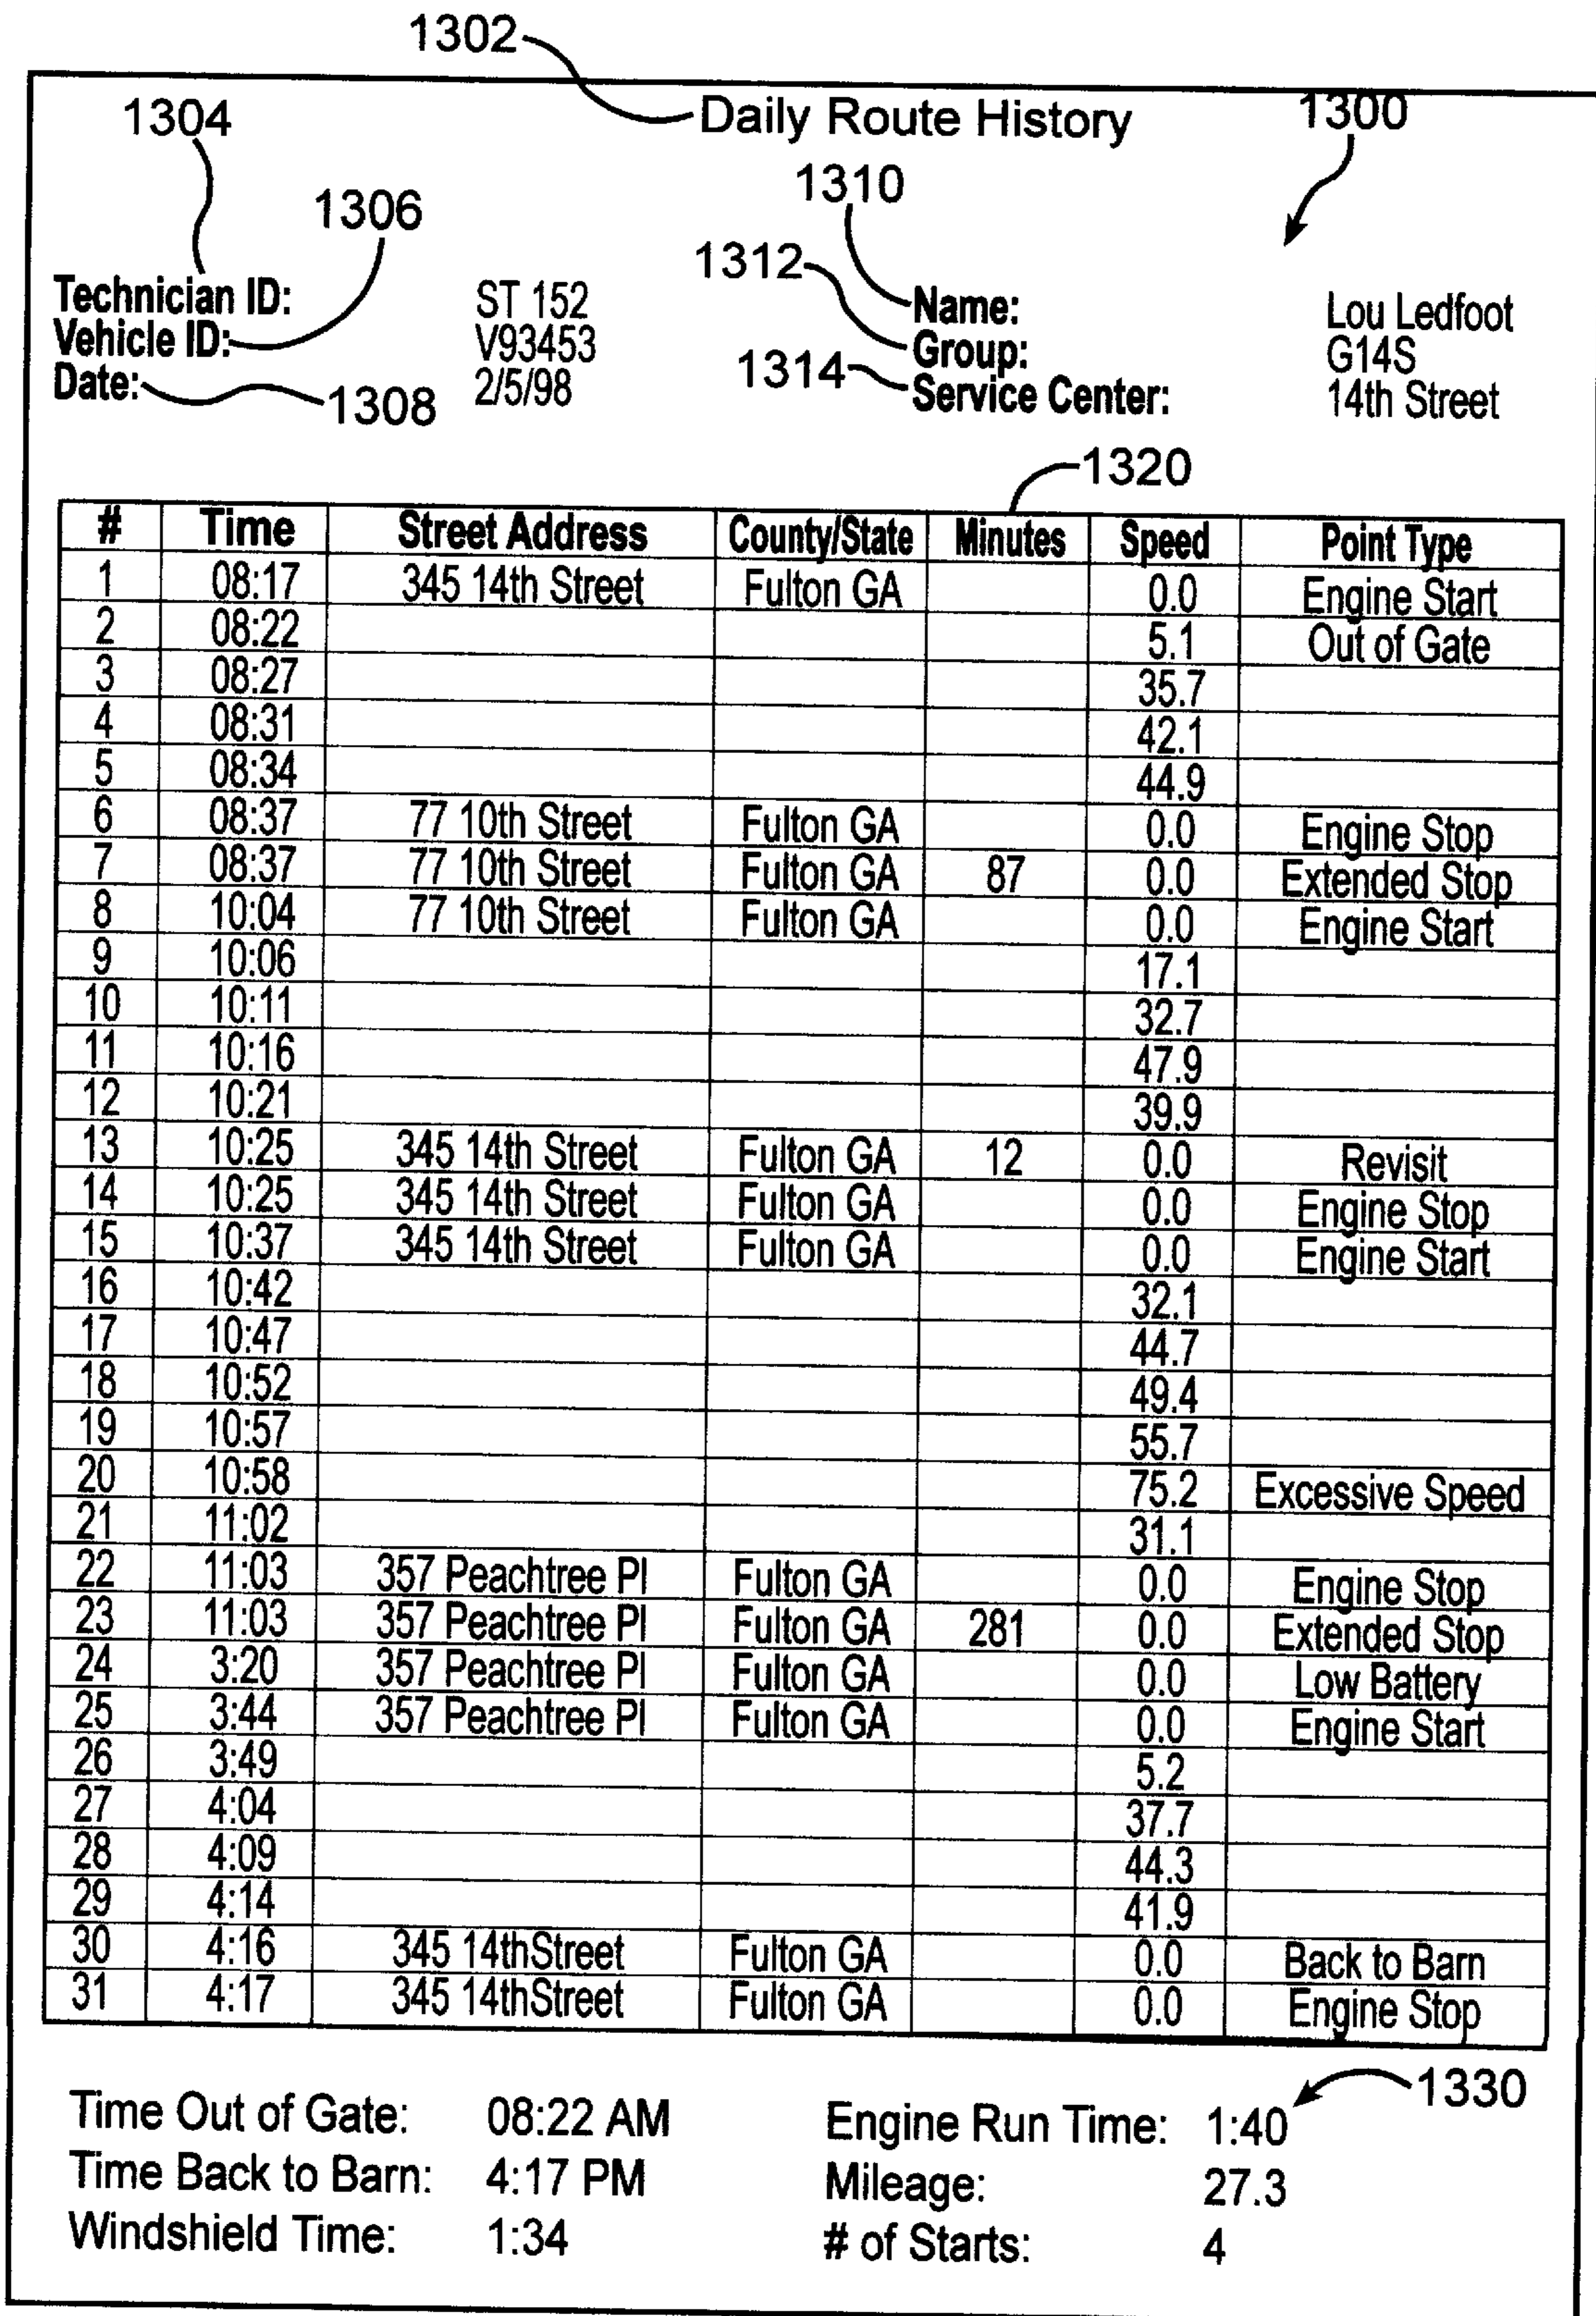 1302
Daily Route History
1300
1304
1306
1310
1312
1314
1308
Technician ID: ST 152 Name: Lou Ledfoot
Vehicle ID: V93453 Group: G14S
Date: 2/5/98 Service Center: 14th Street
1320
# Time Street Address County/State Minutes Speed Point Type
1 08:17 345 14th Street Fulton GA 0.0 Engine Start
2 08:22 5.1 Out of Gate
3 08:27 35.7
4 08:31 42.1
5 08:34 44.9
6 08:37 77 10th Street Fulton GA 0.0 Engine Stop
7 08:37 77 10th Street Fulton GA 87 0.0 Extended Stop
8 10:04 77 10th Street Fulton GA 0.0 Engine Start
9 10:06 17.1
10 10:11 32.7
11 10:16 47.9
12 10:21 39.9
13 10:25 345 14th Street Fulton GA 12 0.0 Revisit
14 10:25 345 14th Street Fulton GA 0.0 Engine Stop
15 10:37 345 14th Street Fulton GA 0.0 Engine Start
16 10:42 32.1
17 10:47 44.7
18 10:52 49.4
19 10:57 55.7
20 10:58 75.2 Excessive Speed
21 11:02 31.1
22 11:03 357 Peachtree Pl Fulton GA 0.0 Engine Stop
23 11:03 357 Peachtree Pl Fulton GA 281 0.0 Extended Stop
24 3:20 357 Peachtree Pl Fulton GA 0.0 Low Battery
25 3:44 357 Peachtree Pl Fulton GA 0.0 Engine Start
26 3:49 5.2
27 4:04 37.7
28 4:09 44.3
29 4:14 41.9
30 4:16 345 14thStreet Fulton GA 0.0 Back to Barn
31 4:17 345 14thStreet Fulton GA 0.0 Engine Stop
1330
Time Out of Gate: 08:22 AM Engine Run Time: 1:40
Time Back to Barn: 4:17 PM Mileage: 27.3
Windshield Time: 1:34 # of Starts: 4